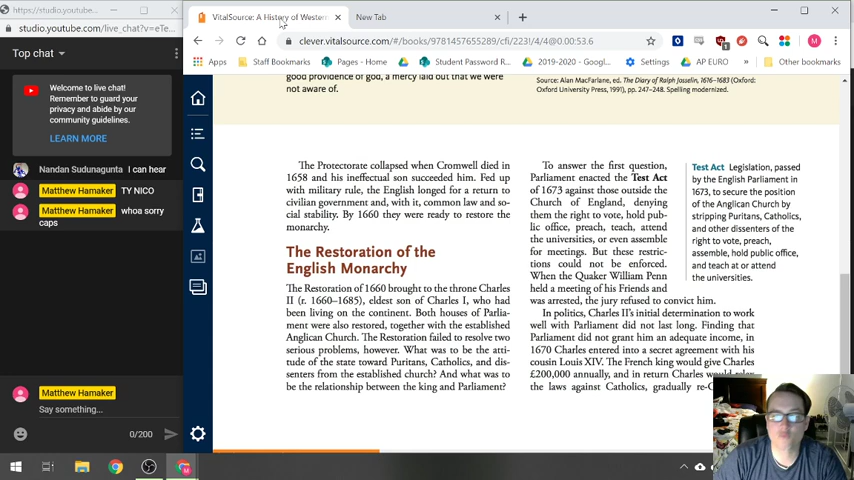 https://studio.youtube.com/live_chat?v=eTe...
Top chat
Welcome to live chat!
Remember to guard your
privacy and abide by our
community guidelines.
LEARN MORE
Nandan Sudunagunta I can hear
Matthew Hamaker TY NICO
Matthew Hamaker whoa sorry
caps
Matthew Hamaker
Say something...
0/200
VitalSource: A History of Western
New Tab
clever.vitalsource.com/#/books/9781457655289/cfi/223!/4/4@0.00:53.6
Apps
Staff Bookmarks
Pages - Home
Student Password R...
2019-2020 - Googl...
Settings
AP EURO
Other bookmarks
good providence of god, a mercy laid out that we were
not aware of.
Source: Alan MacFarlane, ed. The Diary of Ralph Josselin, 1616–1683 (Oxford:
Oxford University Press, 1991), pp. 247–248. Spelling modernized.
The Protectorate collapsed when Cromwell died in
1658 and his ineffectual son succeeded him. Fed up
with military rule, the English longed for a return to
civilian government and, with it, common law and so-
cial stability. By 1660 they were ready to restore the
monarchy.
The Restoration of the
English Monarchy
The Restoration of 1660 brought to the throne Charles
II (r. 1660–1685), eldest son of Charles I, who had
been living on the continent. Both houses of Parlia-
ment were also restored, together with the established
Anglican Church. The Restoration failed to resolve two
serious problems, however. What was to be the atti-
tude of the state toward Puritans, Catholics, and dis-
senters from the established church? And what was to
be the relationship between the king and Parliament?
To answer the first question,
Parliament enacted the Test Act
of 1673 against those outside the
Church of England, denying
them the right to vote, hold pub-
lic office, preach, teach, attend
the universities, or even assemble
for meetings. But these restric-
tions could not be enforced.
When the Quaker William Penn
held a meeting of his Friends and
was arrested, the jury refused to convict him.
In politics, Charles II's initial determination to work
well with Parliament did not last long. Finding that
Parliament did not grant him an adequate income, in
1670 Charles entered into a secret agreement with his
cousin Louis XIV. The French king would give Charles
£200,000 annually, and in return Charles would relax
the laws against Catholics, gradually
Test Act Legislation, passed
by the English Parliament in
1673, to secure the position
of the Anglican Church by
stripping Puritans, Catholics,
and other dissenters of the
right to vote, preach,
assemble, hold public office,
and teach at or attend
the universities.